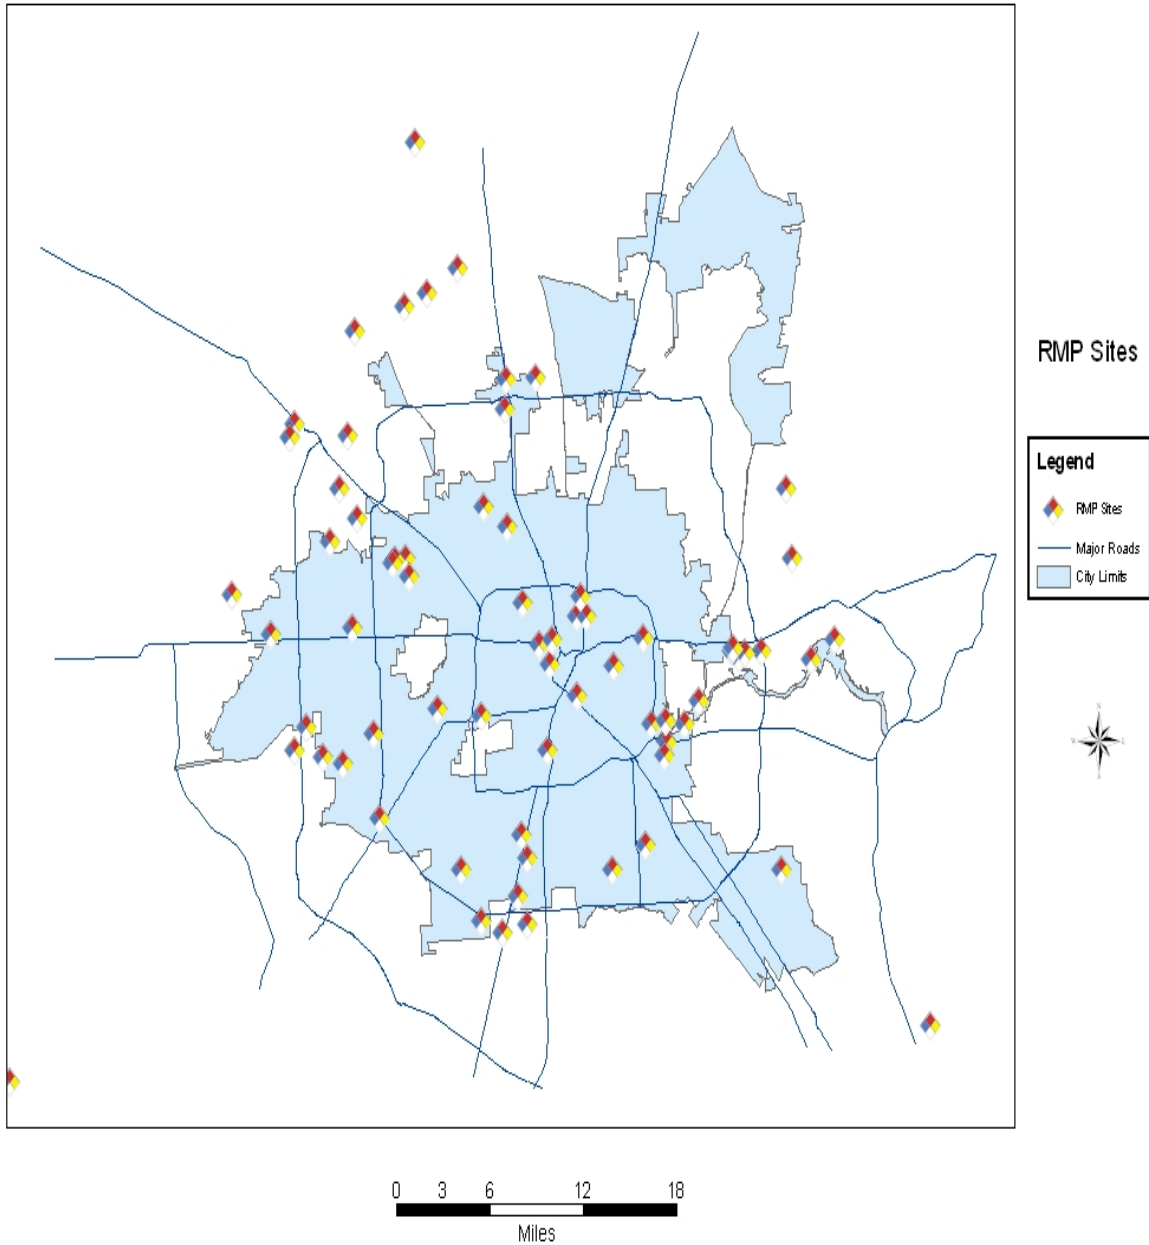 RMP Sites
Legend
RMP Sites
Major Roads
City Limits
N
W E
S
0 3 6 12 18
Miles